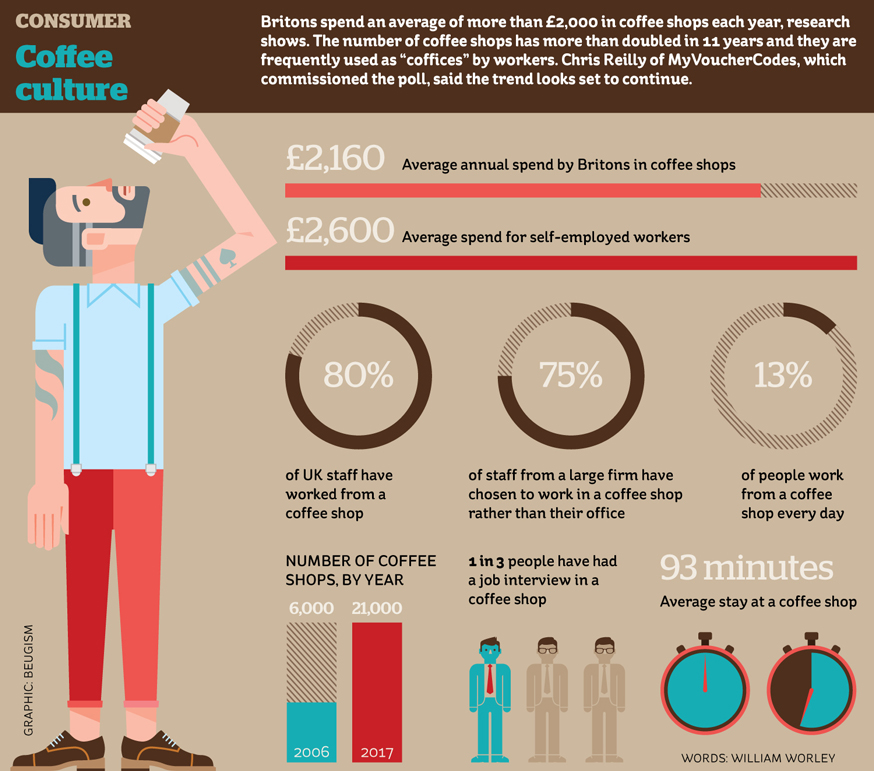 CONSUMER
Coffee
culture
Britons spend an average of more than £2,000 in coffee shops each year, research
shows. The number of coffee shops has more than doubled in 11 years and they are
frequently used as “coffices” by workers. Chris Reilly of MyVoucherCodes, which
commissioned the poll, said the trend looks set to continue.
£2,160 Average annual spend by Britons in coffee shops
£2,600 Average spend for self-employed workers
80%
of UK staff have
worked from a
coffee shop
75%
of staff from a large firm have
chosen to work in a coffee shop
rather than their office
13%
of people work
from a coffee
shop every day
NUMBER OF COFFEE
SHOPS, BY YEAR
6,000 21,000
2006 2017
1 in 3 people have had
a job interview in a
coffee shop
93 minutes
Average stay at a coffee shop
GRAPHIC: BEUGISM
WORDS: WILLIAM WORLEY